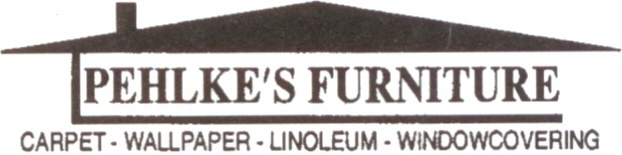 PEHLKE'S FURNITURE
CARPET - WALLPAPER - LINOLEUM - WINDOWCOVERING